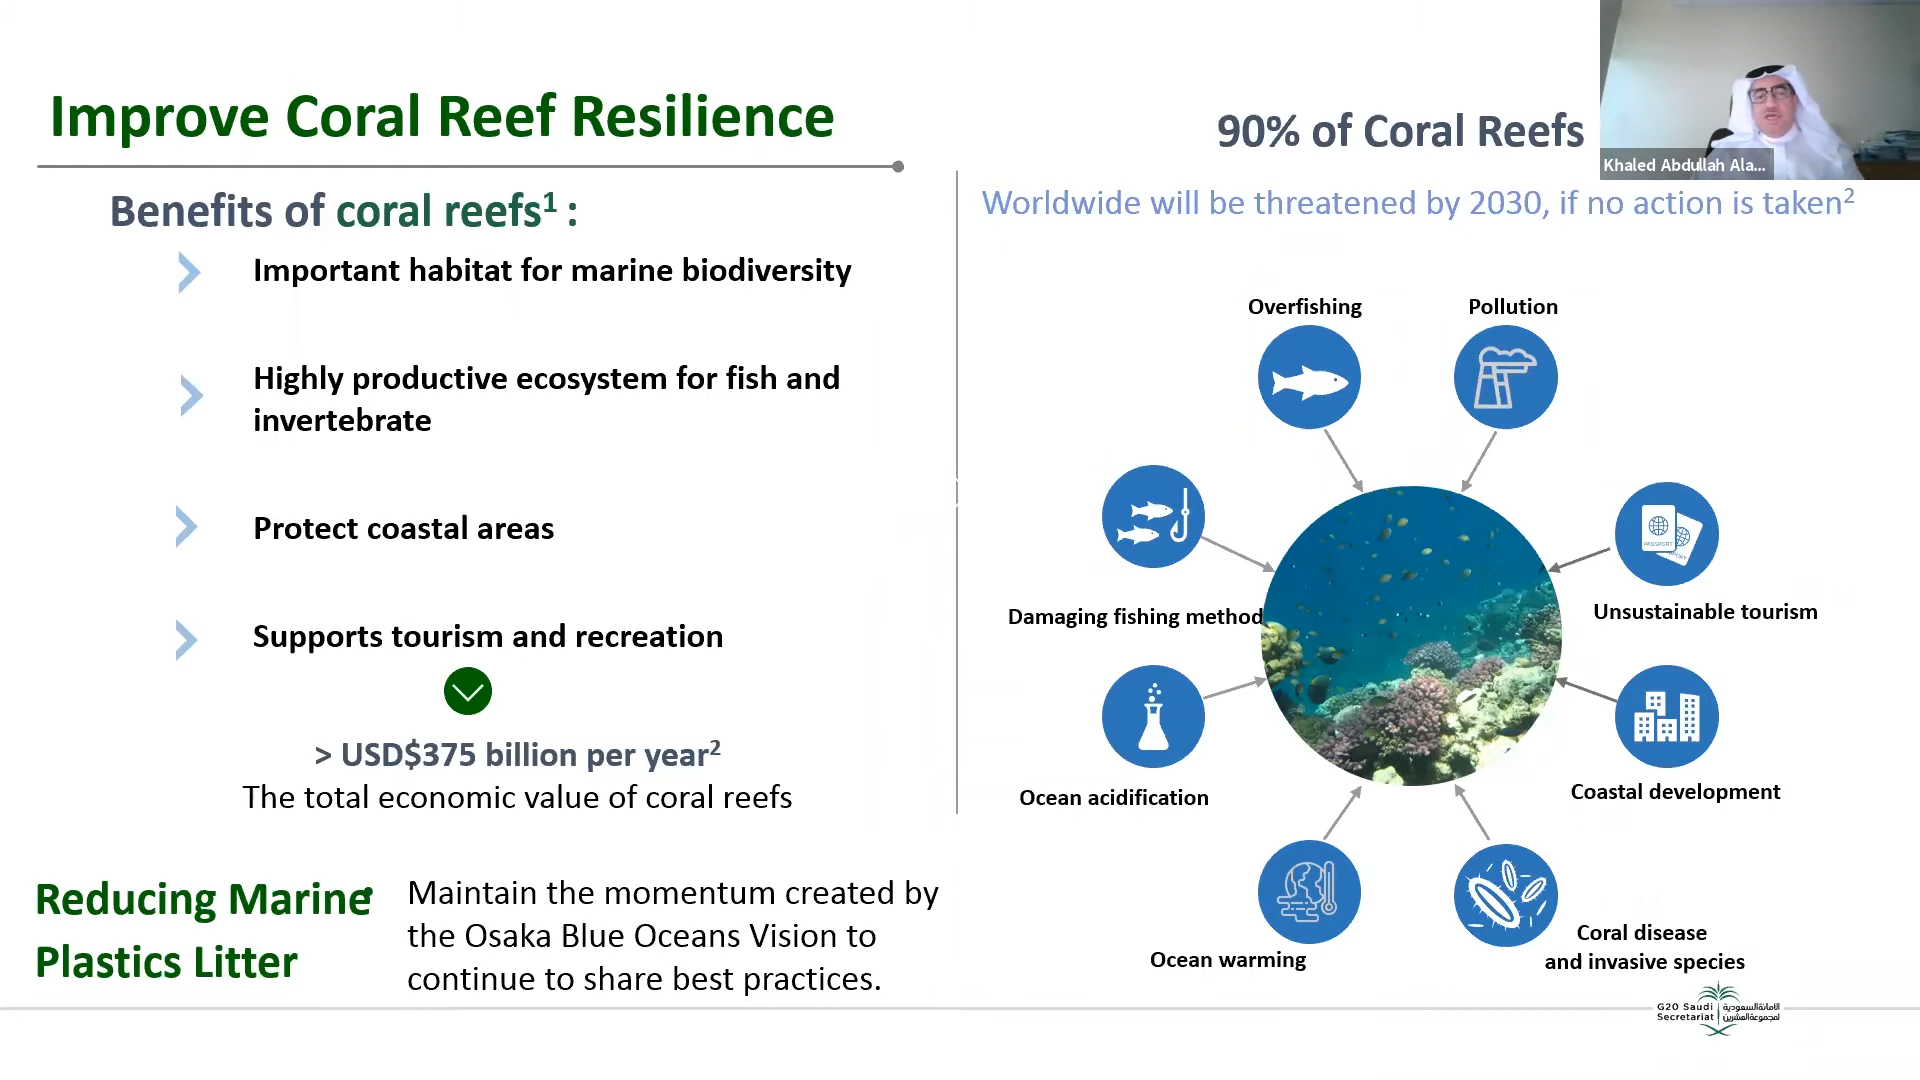 Improve Coral Reef Resilience
Benefits of coral reefs1 :
Important habitat for marine biodiversity
Highly productive ecosystem for fish and
invertebrate
Protect coastal areas
Supports tourism and recreation
> USD$375 billion per year2
The total economic value of coral reefs
Reducing Marine
Plastics Litter
• Maintain the momentum created by
the Osaka Blue Oceans Vision to
continue to share best practices.
90% of Coral Reefs
Worldwide will be threatened by 2030, if no action is taken2
Overfishing
Pollution
Damaging fishing method
PASSPORT
Unsustainable tourism
Ocean acidification
Coastal development
Ocean warming
Coral disease
and invasive species
Khaled Abdullah Ala...
G20 Saudi
Secretariat
الأمانة السعودية
لمجموعة العشرين